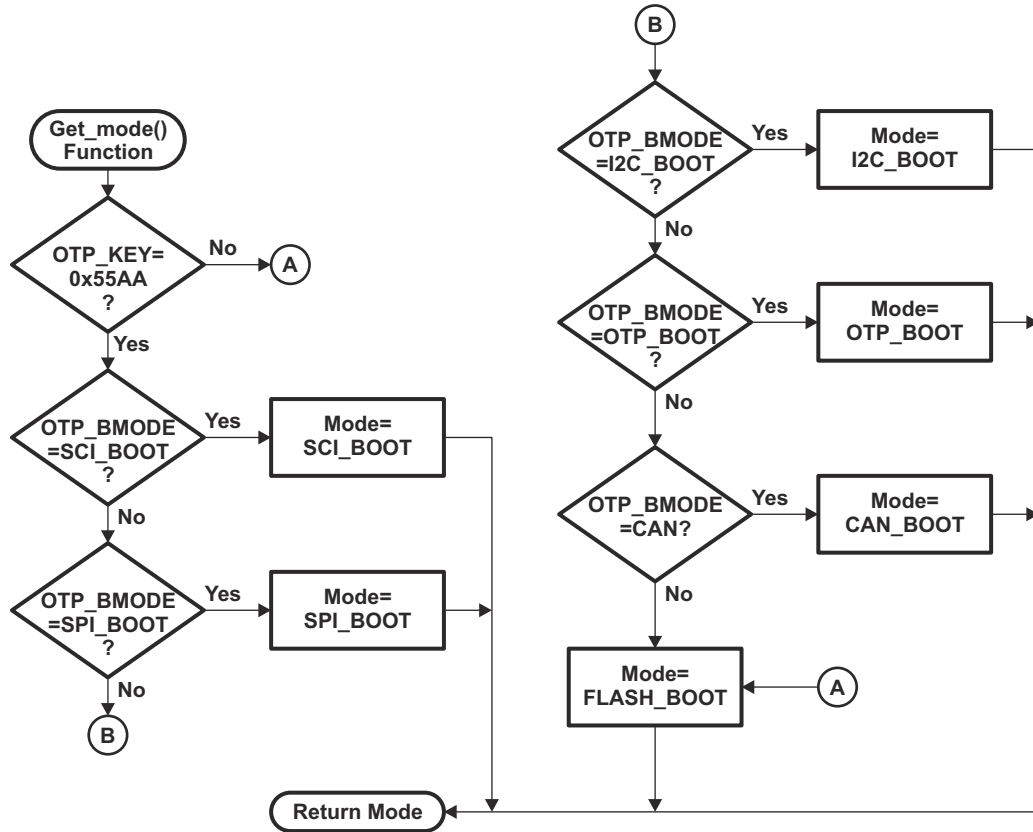 Get_mode()
Function
OTP_KEY=
0x55AA
?
No
A
Yes
OTP_BMODE
=SCI_BOOT
?
Yes
Mode=
SCI_BOOT
No
OTP_BMODE
=SPI_BOOT
?
Yes
Mode=
SPI_BOOT
No
B
B
OTP_BMODE
=I2C_BOOT
?
Yes
Mode=
I2C_BOOT
No
OTP_BMODE
=OTP_BOOT
?
Yes
Mode=
OTP_BOOT
No
OTP_BMODE
=CAN?
Yes
Mode=
CAN_BOOT
No
Mode=
FLASH_BOOT
A
Return Mode